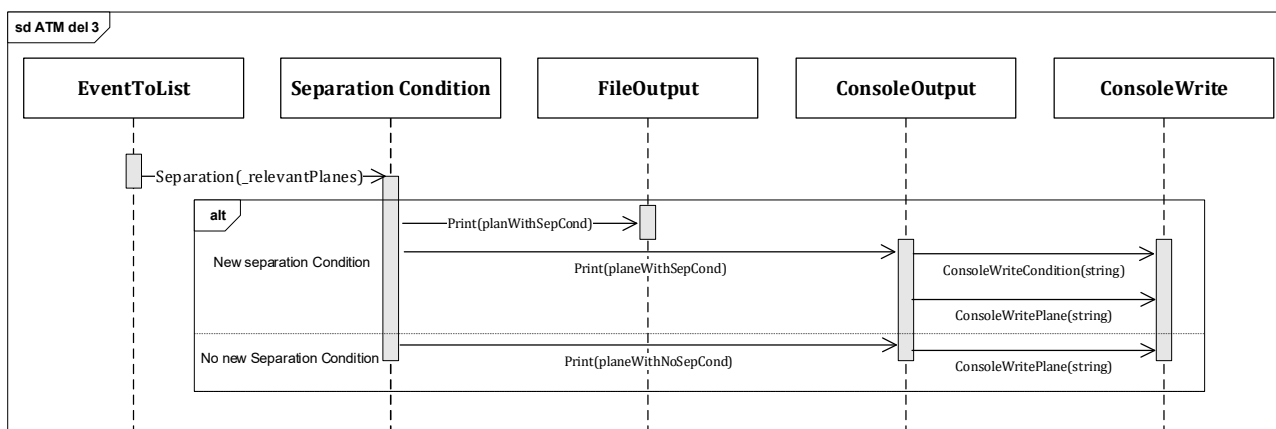 sd ATM del 3
EventToList
Separation Condition
FileOutput
ConsoleOutput
ConsoleWrite
Separation(_relevantPlanes)
alt
Print(planWithSepCond)
New separation Condition
Print(planeWithSepCond)
ConsoleWriteCondition(string)
ConsoleWritePlane(string)
No new Separation Condition
Print(planeWithNoSepCond)
ConsoleWritePlane(string)